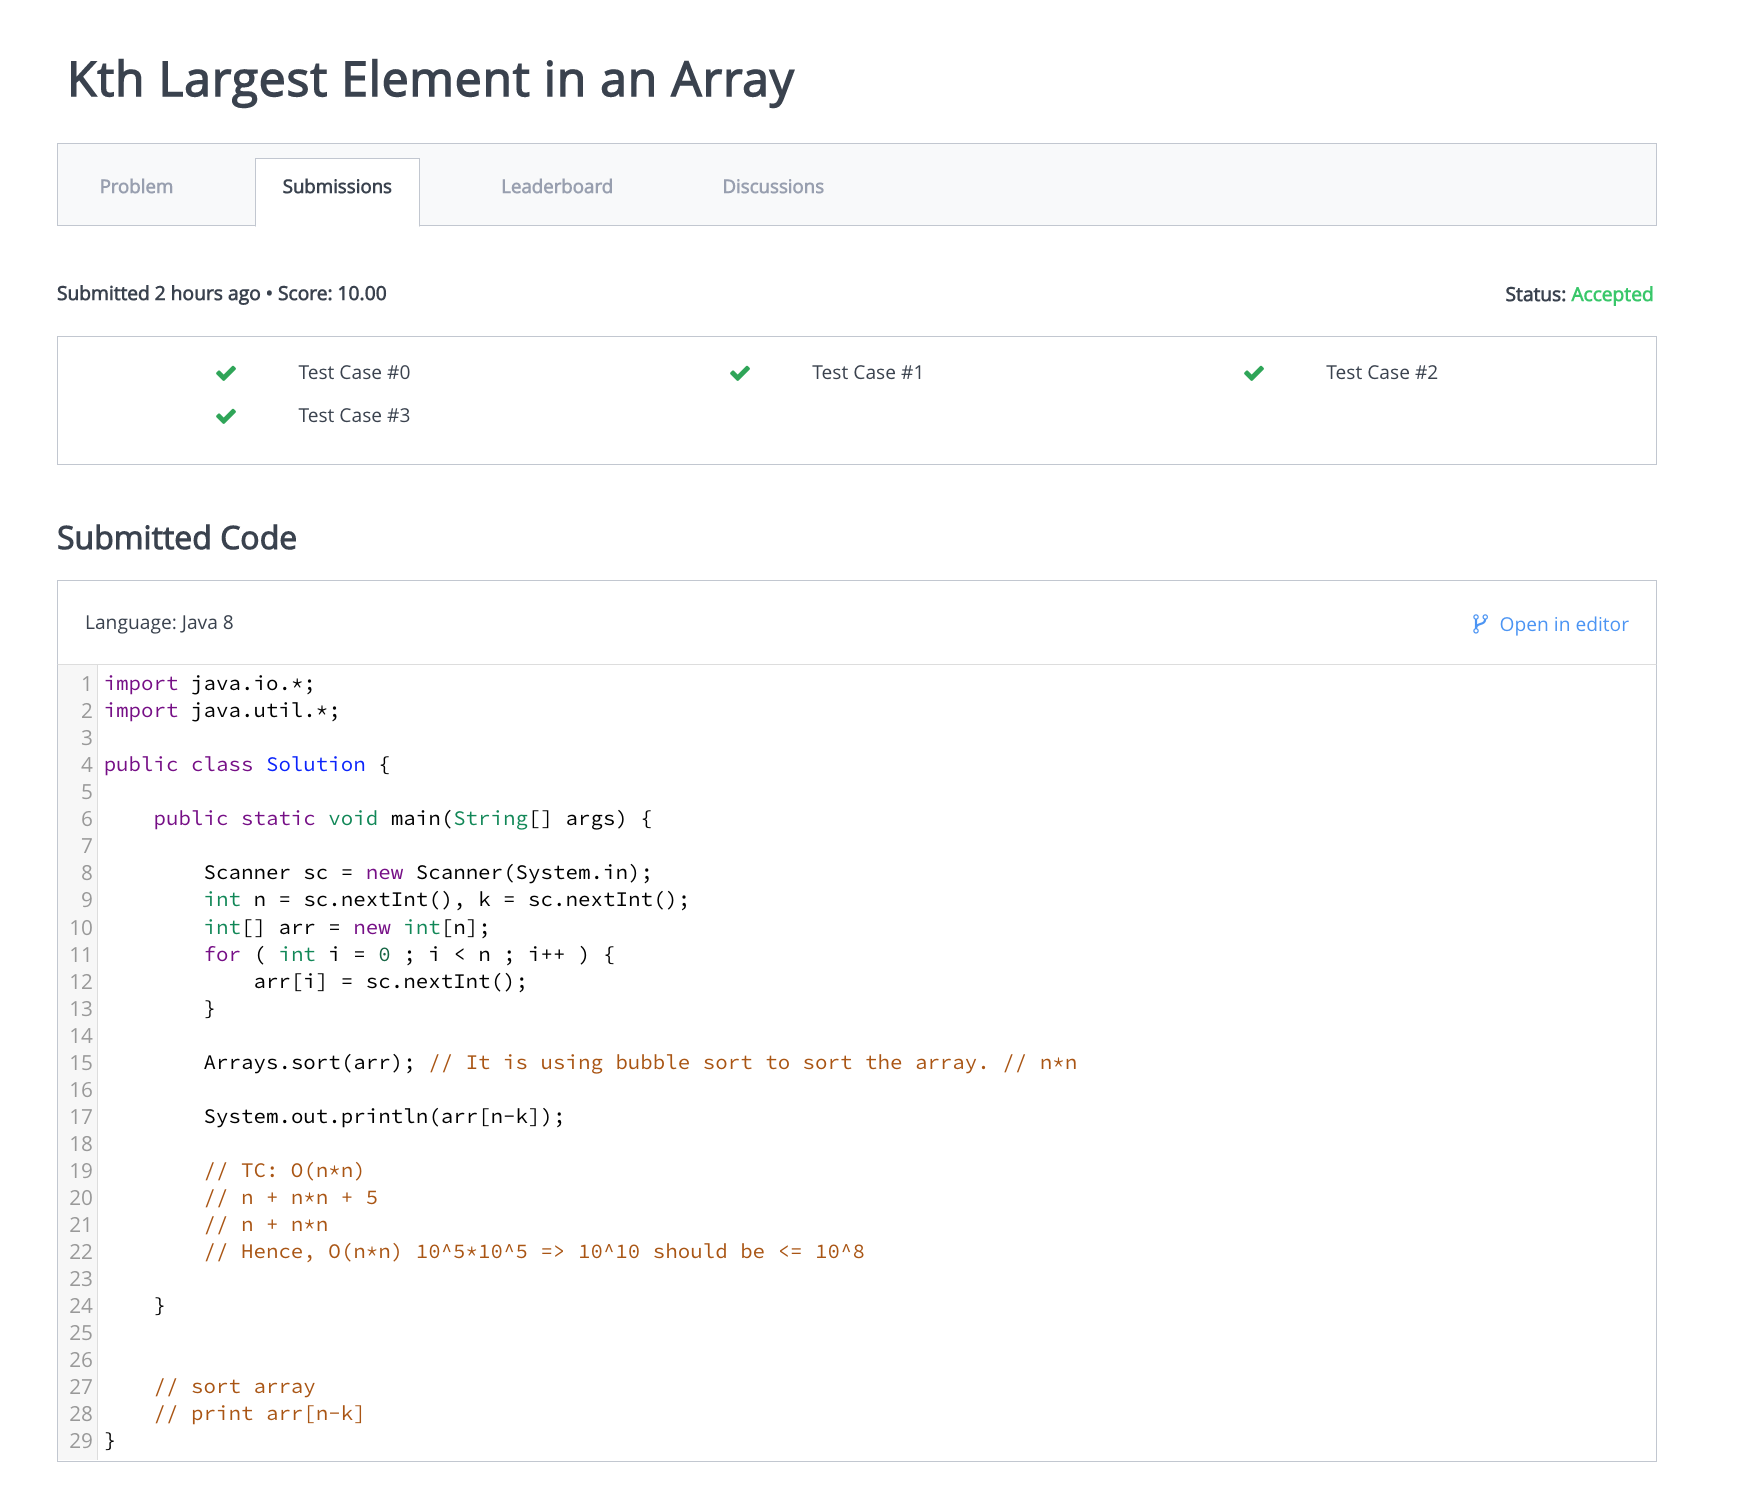 Kth Largest Element in an Array
Problem
Submissions
Leaderboard
Discussions
Submitted 2 hours ago • Score: 10.00
Status: Accepted
Test Case #0
Test Case #1
Test Case #2
Test Case #3
Submitted Code
Language: Java 8
Open in editor
1 import java.io.*;
2 import java.util.*;
3
4 public class Solution {
5
6     public static void main(String[] args) {
7
8         Scanner sc = new Scanner(System.in);
9         int n = sc.nextInt(), k = sc.nextInt();
10         int[] arr = new int[n];
11         for ( int i = 0 ; i < n ; i++ ) {
12             arr[i] = sc.nextInt();
13         }
14
15         Arrays.sort(arr); // It is using bubble sort to sort the array. // n*n
16
17         System.out.println(arr[n-k]);
18
19         // TC: O(n*n)
20         // n + n*n + 5
21         // n + n*n
22         // Hence, O(n*n) 10^5*10^5 => 10^10 should be <= 10^8
23
24     }
25
26
27     // sort array
28     // print arr[n-k]
29 }